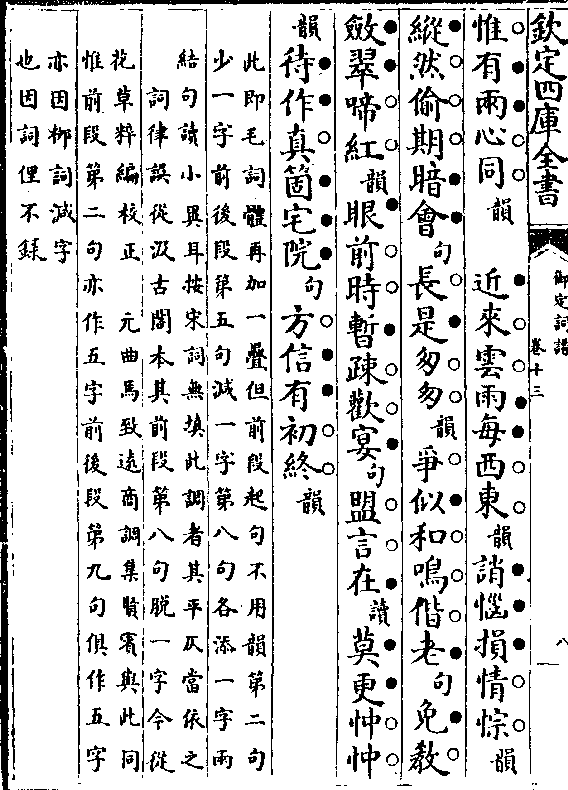 欽定四庫全書
御定詞譜
卷十三
八
惟有兩心同韻 近來雲雨每西東韻誚惱損情悰韻
縱然偷期暗會句長是匆匆韻爭似和鳴偕老句免教
斂翠啼紅韻眼前時暫疎歡宴句盟言在讀莫更忡忡
韻待作真箇宅院句方信有初終韻
此即毛詞體再加一疊但前段起句不用韻第二句
少一字前後段第五句減一字第八句各添一字兩
結句讀小異耳按宋詞無填此調者其平仄當依之
詞律誤從汲古閣本其前段第八句脫一字今從
花草粹編校正 元曲馬致遠商調集賢賓與此同
惟前段第二句亦作五字前後段第九句俱作五字
亦因柳詞減字
也因詞俚不錄